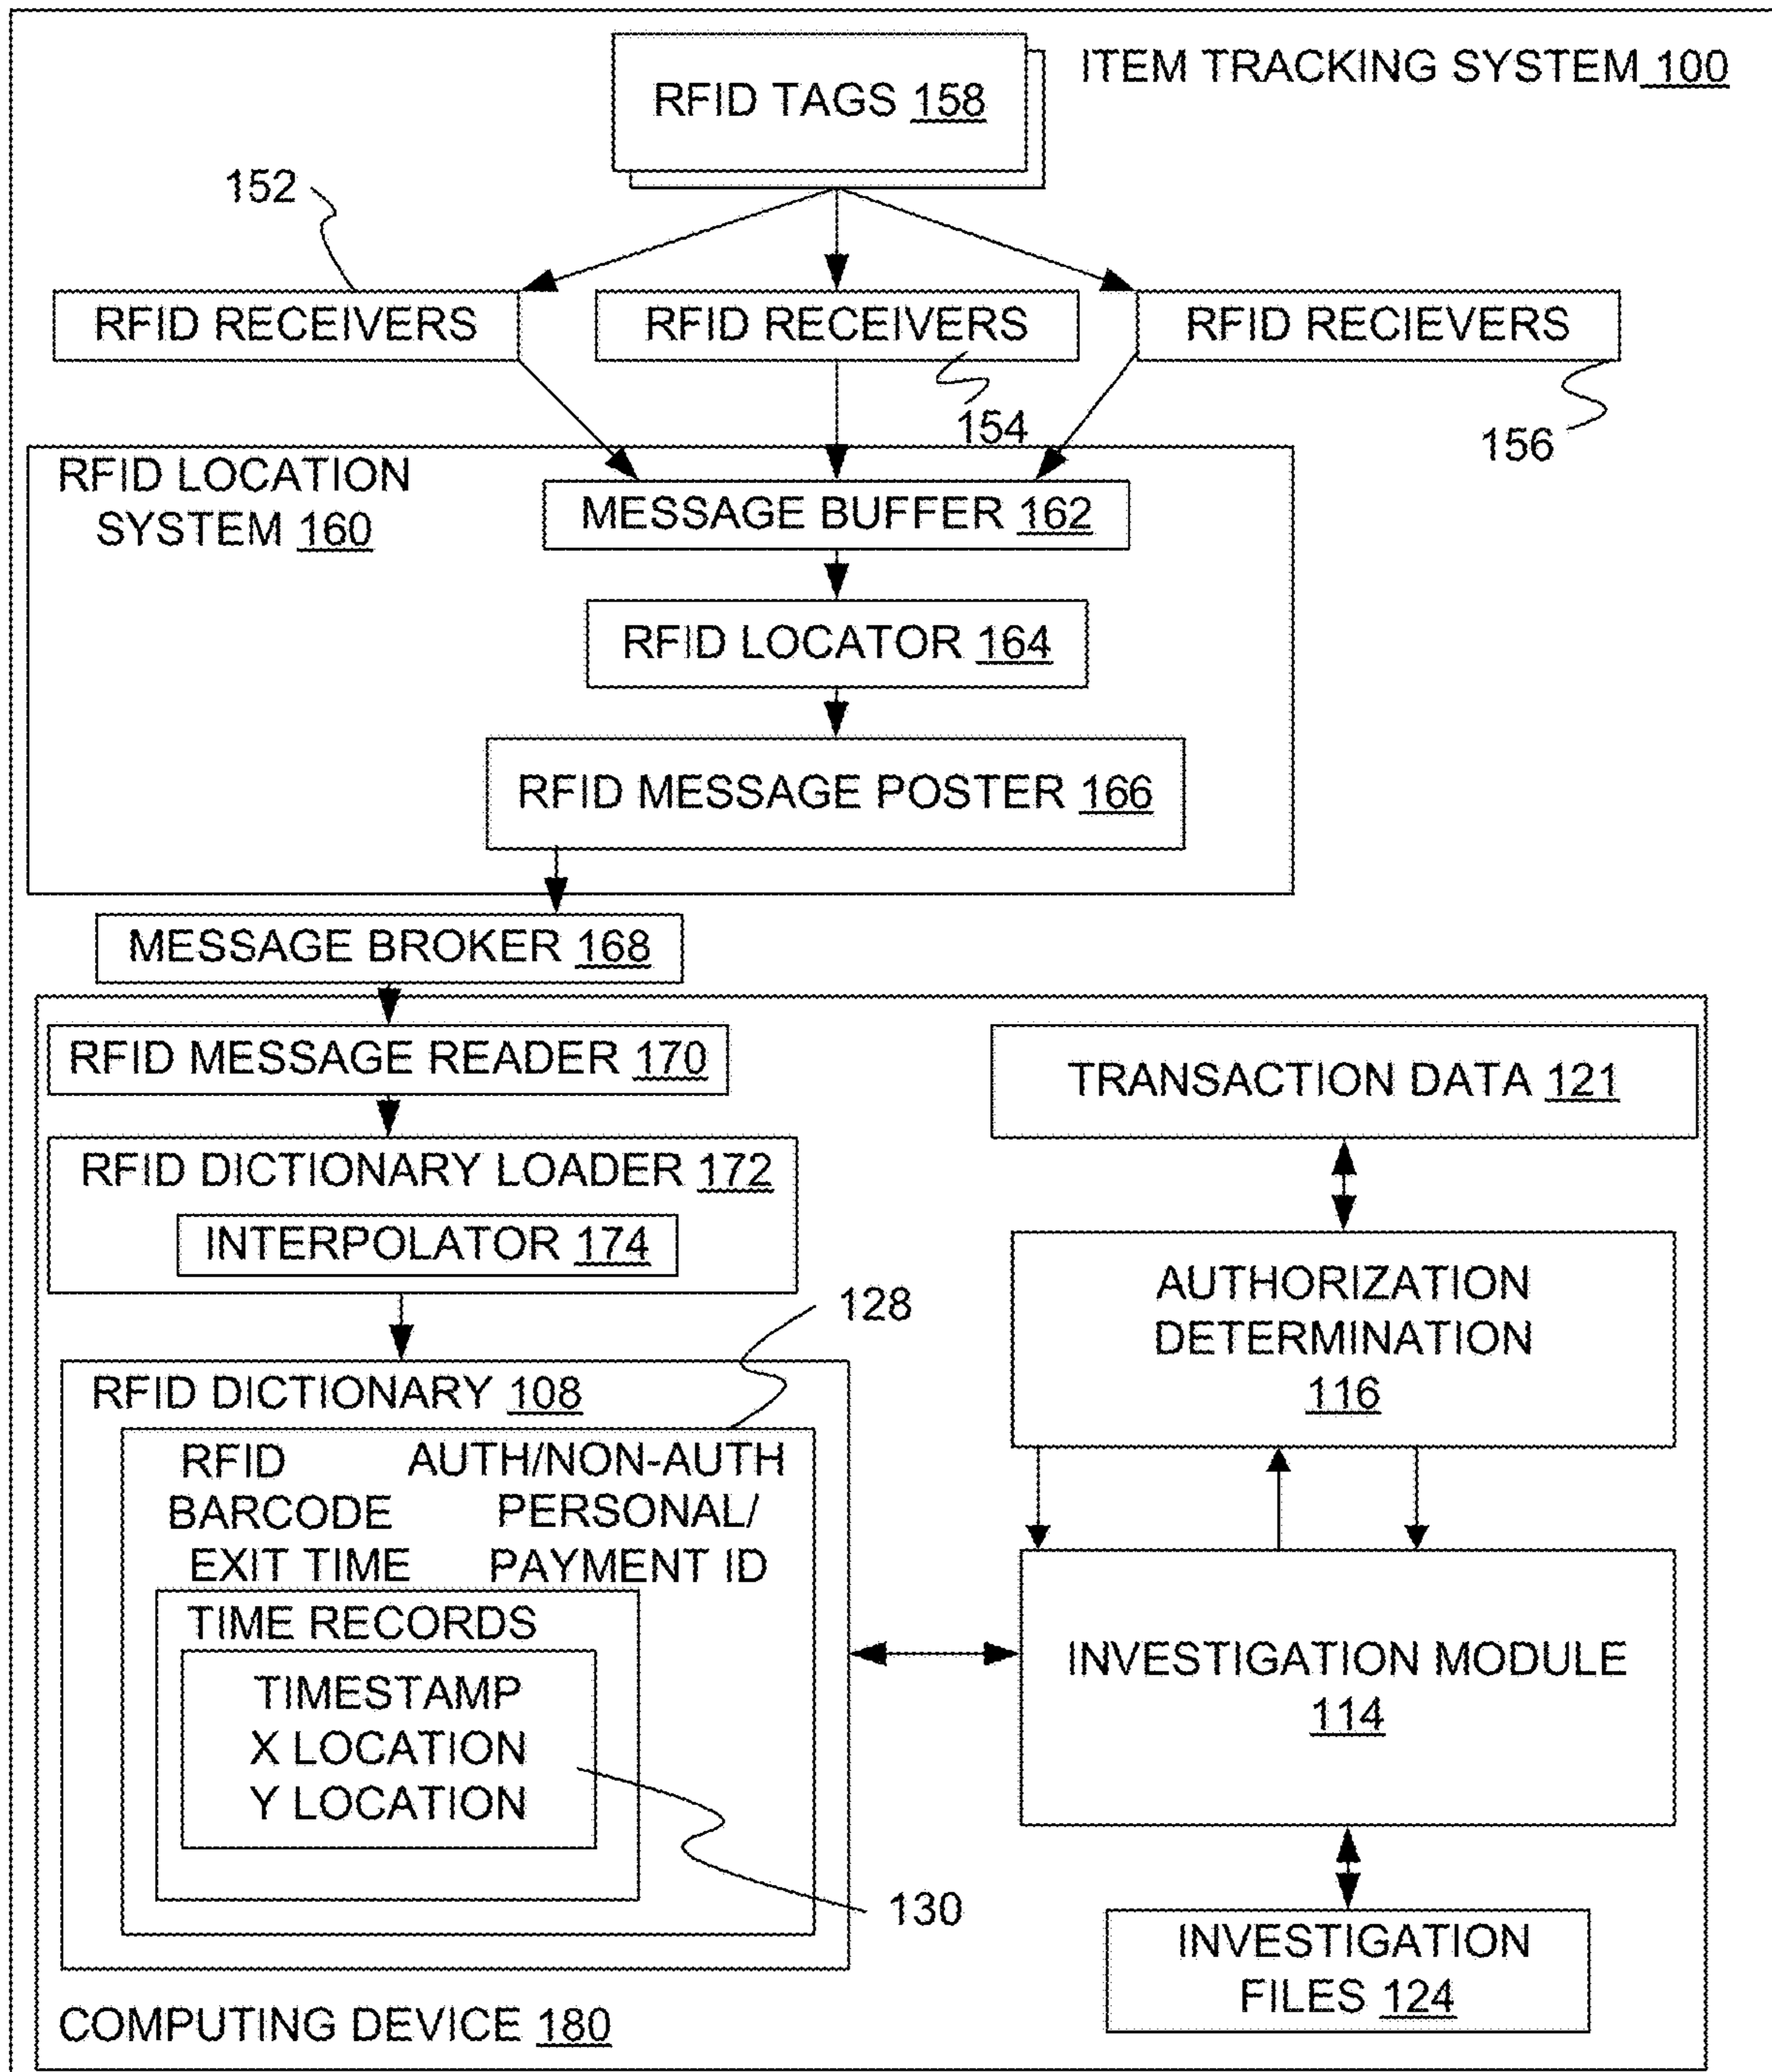 ITEM TRACKING SYSTEM 100
RFID TAGS 158
152
RFID RECEIVERS
RFID RECEIVERS
RFID RECIEVERS
154
156
RFID LOCATION
SYSTEM 160
MESSAGE BUFFER 162
RFID LOCATOR 164
RFID MESSAGE POSTER 166
MESSAGE BROKER 168
RFID MESSAGE READER 170
TRANSACTION DATA 121
RFID DICTIONARY LOADER 172
INTERPOLATOR 174
128
AUTHORIZATION
DETERMINATION
116
RFID DICTIONARY 108
RFID AUTH/NON-AUTH
BARCODE PERSONAL/
EXIT TIME PAYMENT ID
TIME RECORDS
TIMESTAMP
X LOCATION
Y LOCATION
130
INVESTIGATION MODULE
114
INVESTIGATION
FILES 124
COMPUTING DEVICE 180